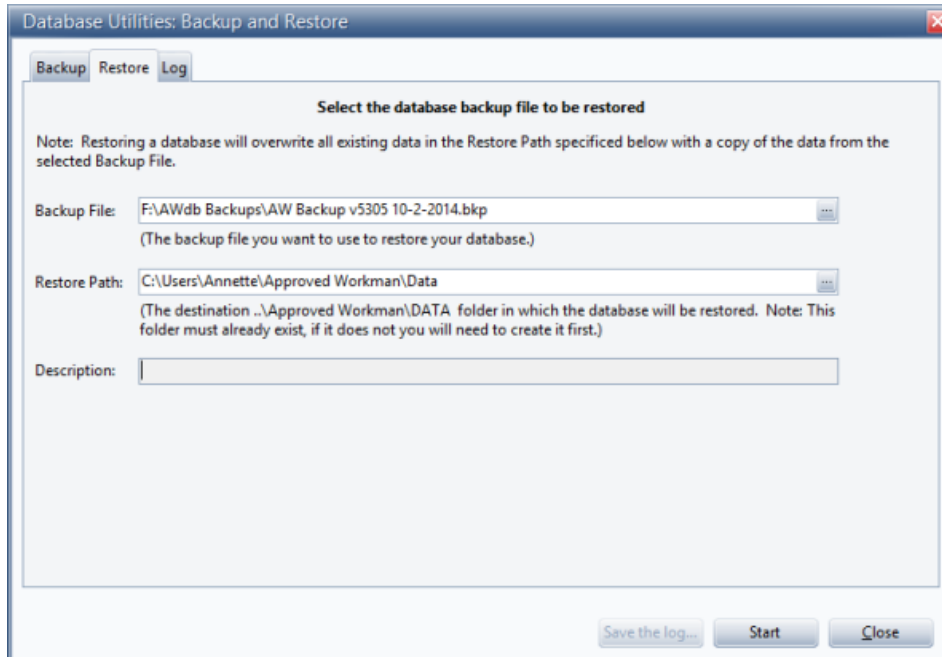 Database Utilities: Backup and Restore
Backup Restore Log
Select the database backup file to be restored
Note: Restoring a database will overwrite all existing data in the Restore Path specificed below with a copy of the data from the
selected Backup File.
Backup File: F:\AWdb Backups\AW Backup v5305 10-2-2014.bkp ...
(The backup file you want to use to restore your database.)
Restore Path: C:\Users\Annette\Approved Workman\Data ...
(The destination ..\Approved Workman\DATA folder in which the database will be restored. Note: This
folder must already exist, if it does not you will need to create it first.)
Description:
Save the log... Start Close